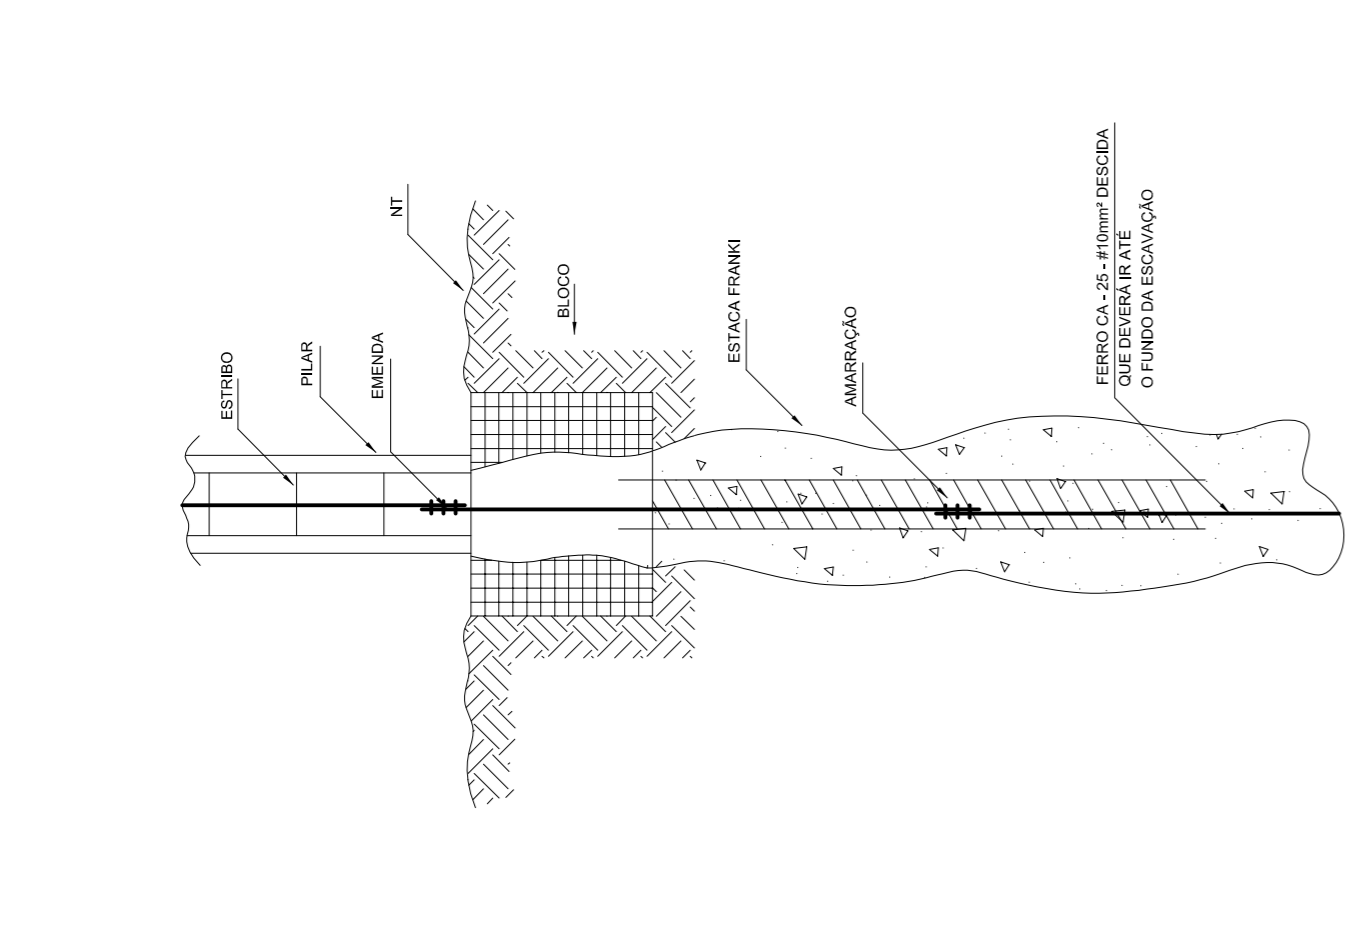 ESTRIBO
PILAR
EMENDA
NT
BLOCO
ESTACA FRANKI
AMARRAÇÃO
FERRO CA - 25 - #10mm² DESCIDA
QUE DEVERÁ IR ATÉ
O FUNDO DA ESCAVAÇÃO